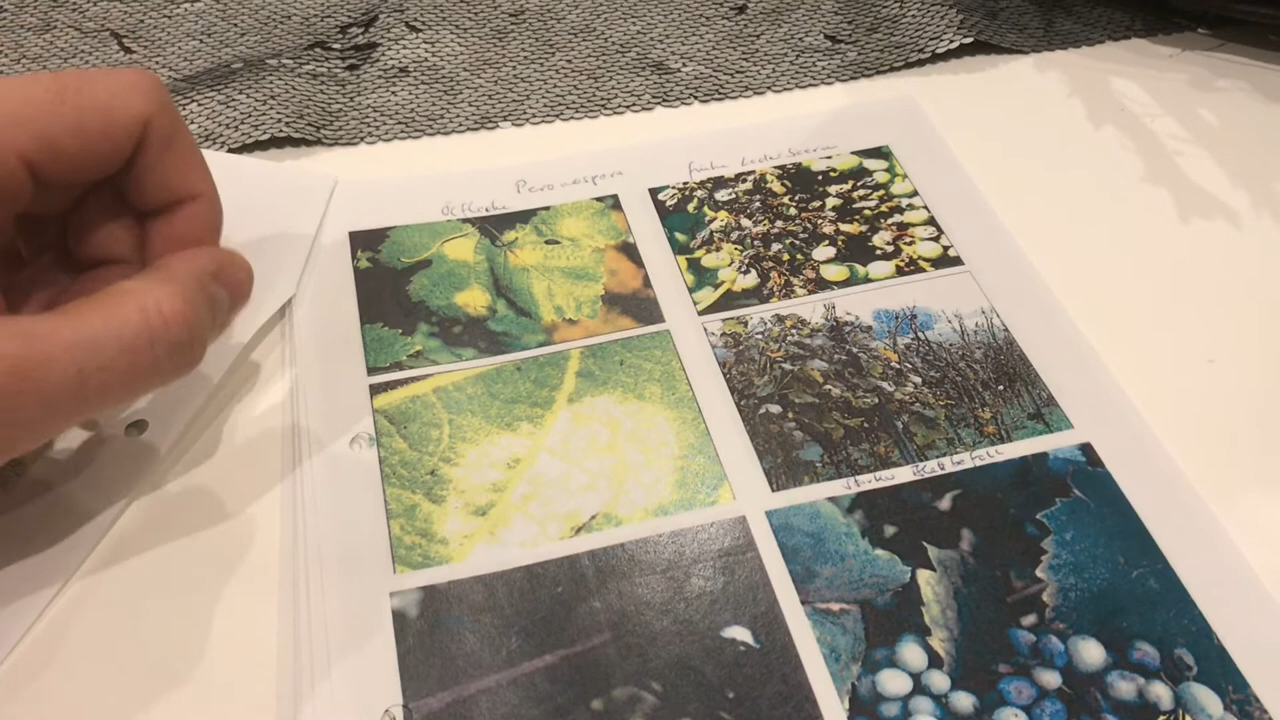 Peronospora
Ölflecke
frühe Lederbeeren
starker Blattbefall